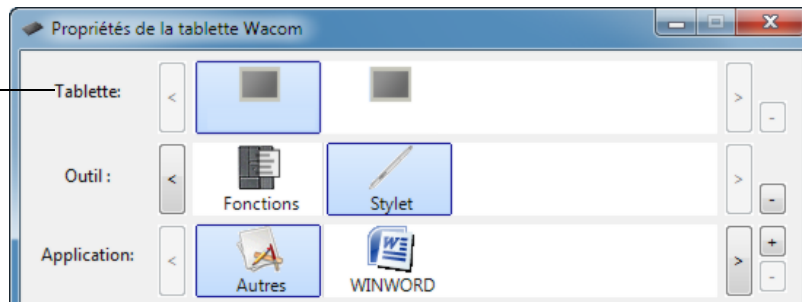 Propriétés de la tablette Wacom
Tablette:
< >
-
Outil :
< Fonctions Stylet >
-
Application:
< Autres WINWORD >
+
-